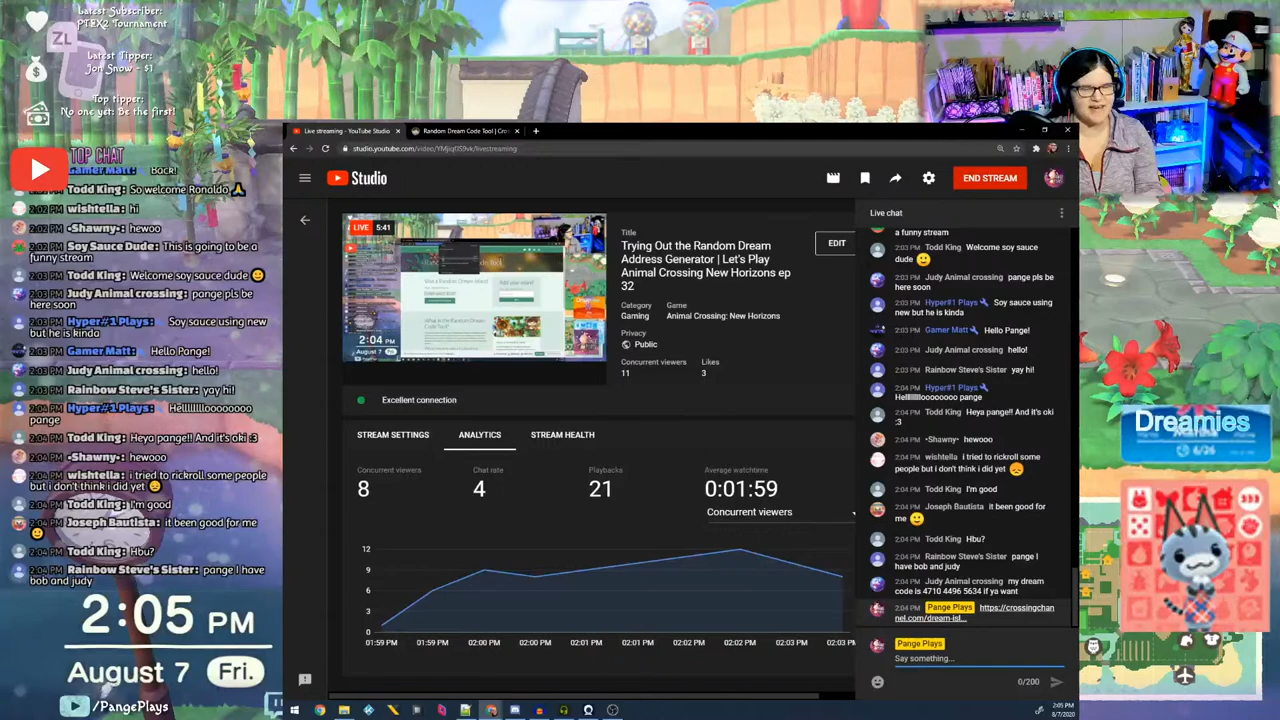 Latest Subscriber:
PTEX2 Tournament
ZL
Latest Tipper:
Jon Snow - $1
Top tipper:
No one yet: Be the first!
TOP CHAT
Gamer Matt: Back!
2:02 PM Todd King: So welcome Ronaldo 🙏
2:02 PM wishtella: hi
2:02 PM •Shawny•: hewoo
2:03 PM Soy Sauce Dude: This is going to be a
funny stream
2:03 PM Todd King: Welcome soy sauce dude 🙂
2:03 PM Judy Animal crossing: pange pls be
here soon
2:03 PM Hyper#1 Plays: Soy sauce using new
but he is kinda
2:03 PM Gamer Matt: Hello Pange!
2:03 PM Judy Animal crossing: hello!
2:03 PM Rainbow Steve's Sister: yay hi!
2:04 PM Hyper#1 Plays: Helllllllloooooooo
pange
2:04 PM Todd King: Heya pange!! And it's oki :3
2:04 PM •Shawny•: hewooo
2:04 PM wishtella: i tried to rickroll some people
but i don't think i did yet 😔
2:04 PM Todd King: I'm good
2:04 PM Joseph Bautista: it been good for me
🙂
2:04 PM Todd King: Hbu?
2:04 PM Rainbow Steve's Sister: pange I have
bob and judy
2:05 PM
August 7 Fri
/PangePlays
Live streaming - YouTube Studio
Random Dream Code Tool | Cro
studio.youtube.com/video/YMjiq0S9vk/livestreaming
Studio
END STREAM
LIVE 5:41
2:04 PM
August 7
Title
Trying Out the Random Dream
Address Generator | Let's Play
Animal Crossing New Horizons ep
32
EDIT
Category
Gaming
Game
Animal Crossing: New Horizons
Privacy
Public
Concurrent viewers
11
Likes
3
Excellent connection
STREAM SETTINGS
ANALYTICS
STREAM HEALTH
Concurrent viewers
8
Chat rate
4
Playbacks
21
Average watchtime
0:01:59
Concurrent viewers
12
9
6
3
0
01:59 PM 01:59 PM 02:00 PM 02:00 PM 02:01 PM 02:01 PM 02:02 PM 02:02 PM 02:03 PM 02:03 P
Live chat
a funny stream
2:03 PM Todd King Welcome soy sauce
dude 🙂
2:03 PM Judy Animal crossing pange pls be
here soon
2:03 PM Hyper#1 Plays Soy sauce using
new but he is kinda
2:03 PM Gamer Matt Hello Pange!
2:03 PM Judy Animal crossing hello!
2:03 PM Rainbow Steve's Sister yay hi!
2:04 PM Hyper#1 Plays
Helllllllloooooooo pange
2:04 PM Todd King Heya pange!! And it's oki
:3
2:04 PM •Shawny• hewooo
2:04 PM wishtella i tried to rickroll some
people but i don't think i did yet 😔
2:04 PM Todd King I'm good
2:04 PM Joseph Bautista it been good for
me 🙂
2:04 PM Todd King Hbu?
2:04 PM Rainbow Steve's Sister pange I
have bob and judy
2:04 PM Judy Animal crossing my dream
code is 4710 4496 5634 if ya want
2:04 PM Pange Plays https://crossingchan
nel.com/dream-isl...
Pange Plays
Say something...
0/200
2:05 PM
8/7/2020
Dreamies
6/26